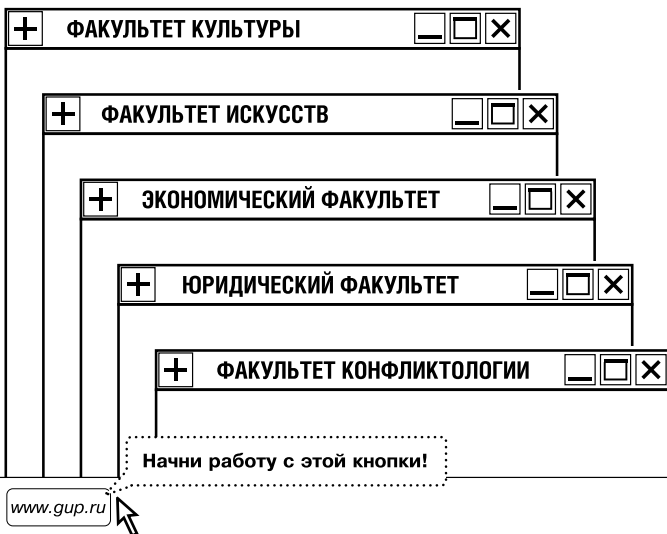 ФАКУЛЬТЕТ КУЛЬТУРЫ
ФАКУЛЬТЕТ ИСКУССТВ
ЭКОНОМИЧЕСКИЙ ФАКУЛЬТЕТ
ЮРИДИЧЕСКИЙ ФАКУЛЬТЕТ
ФАКУЛЬТЕТ КОНФЛИКТОЛОГИИ
Начни работу с этой кнопки!
www.gup.ru